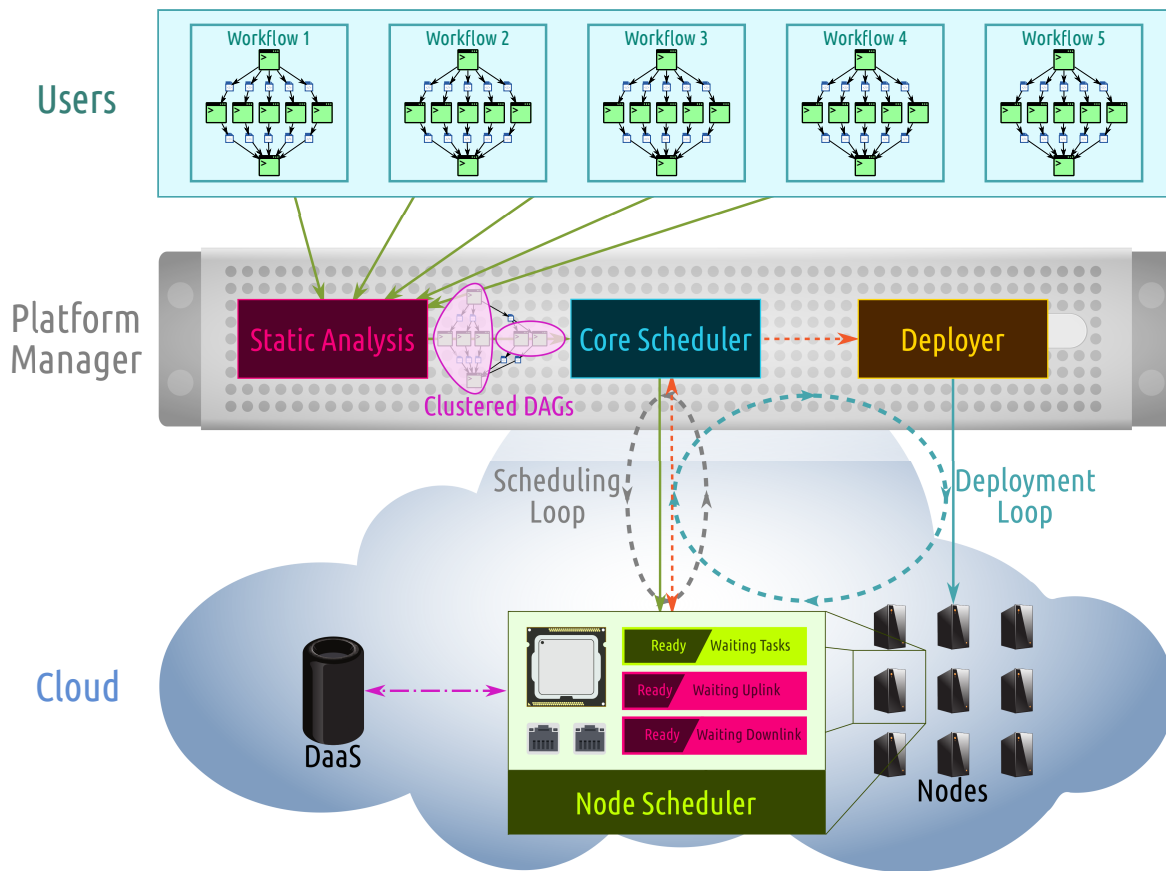 Workflow 1
Workflow 2
Workflow 3
Workflow 4
Workflow 5
Users
Platform
Manager
Static Analysis
Core Scheduler
Deployer
Clustered DAGs
Scheduling
Loop
Deployment
Loop
Cloud
DaaS
Ready Waiting Tasks
Ready Waiting Uplink
Ready Waiting Downlink
Node Scheduler
Nodes